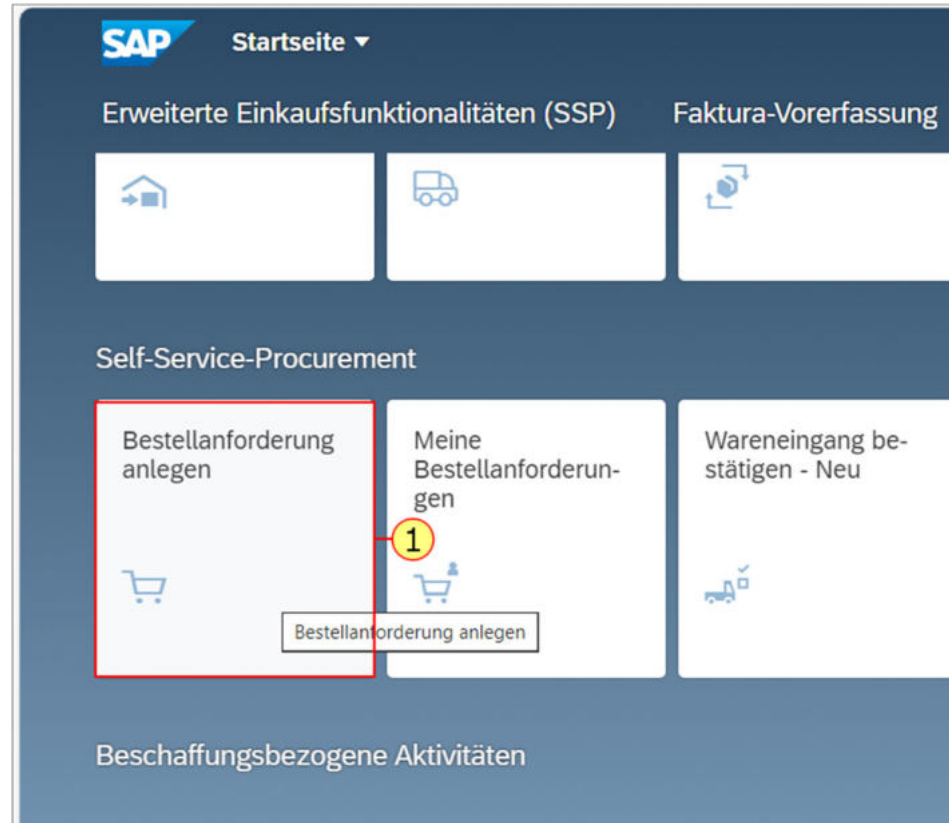 SAP Startseite
Erweiterte Einkaufsfunktionalitäten (SSP) Faktura-Vorerfassung
Self-Service-Procurement
Bestellanforderung
anlegen
Meine
Bestellanforderun-
gen
Wareneingang be-
stätigen - Neu
1
Bestellanforderung anlegen
Beschaffungsbezogene Aktivitäten